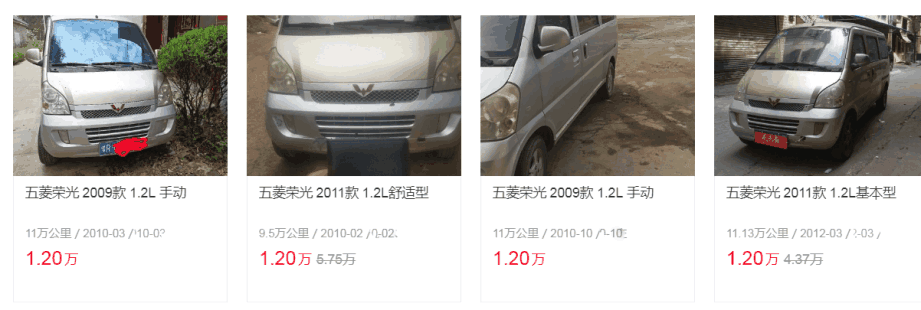 五菱荣光 2009款 1.2L 手动
11万公里 / 2010-03 /
1.20万
五菱荣光 2011款 1.2L舒适型
9.5万公里 / 2010-02 /
1.20万 5.75万
五菱荣光 2009款 1.2L 手动
11万公里 / 2010-10 /
1.20万
五菱荣光 2011款 1.2L基本型
11.13万公里 / 2012-03 /
1.20万 4.37万